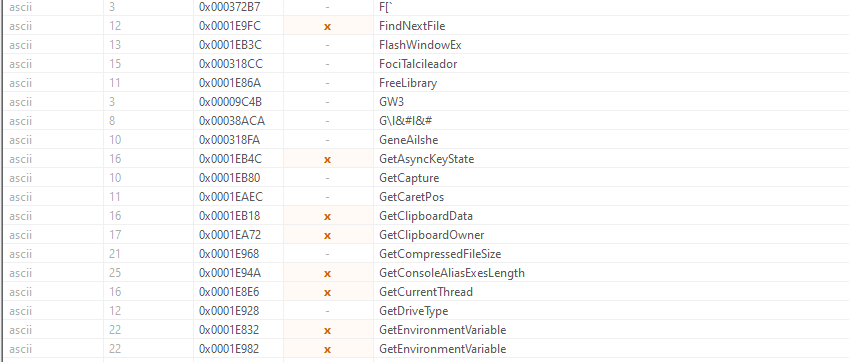 ascii 3 0x000372B7 - F[`
ascii 12 0x0001E9FC x FindNextFile
ascii 13 0x0001EB3C - FlashWindowEx
ascii 15 0x000318CC - FociTalcileador
ascii 11 0x0001E86A - FreeLibrary
ascii 3 0x00009C4B - GW3
ascii 8 0x00038ACA - G\I&#I&#
ascii 10 0x000318FA - GeneAilshe
ascii 16 0x0001EB4C x GetAsyncKeyState
ascii 10 0x0001EB80 - GetCapture
ascii 11 0x0001EAEC - GetCaretPos
ascii 16 0x0001EB18 x GetClipboardData
ascii 17 0x0001EA72 x GetClipboardOwner
ascii 21 0x0001E968 - GetCompressedFileSize
ascii 25 0x0001E94A x GetConsoleAliasExesLength
ascii 16 0x0001E8E6 x GetCurrentThread
ascii 12 0x0001E928 - GetDriveType
ascii 22 0x0001E832 x GetEnvironmentVariable
ascii 22 0x0001E982 x GetEnvironmentVariable